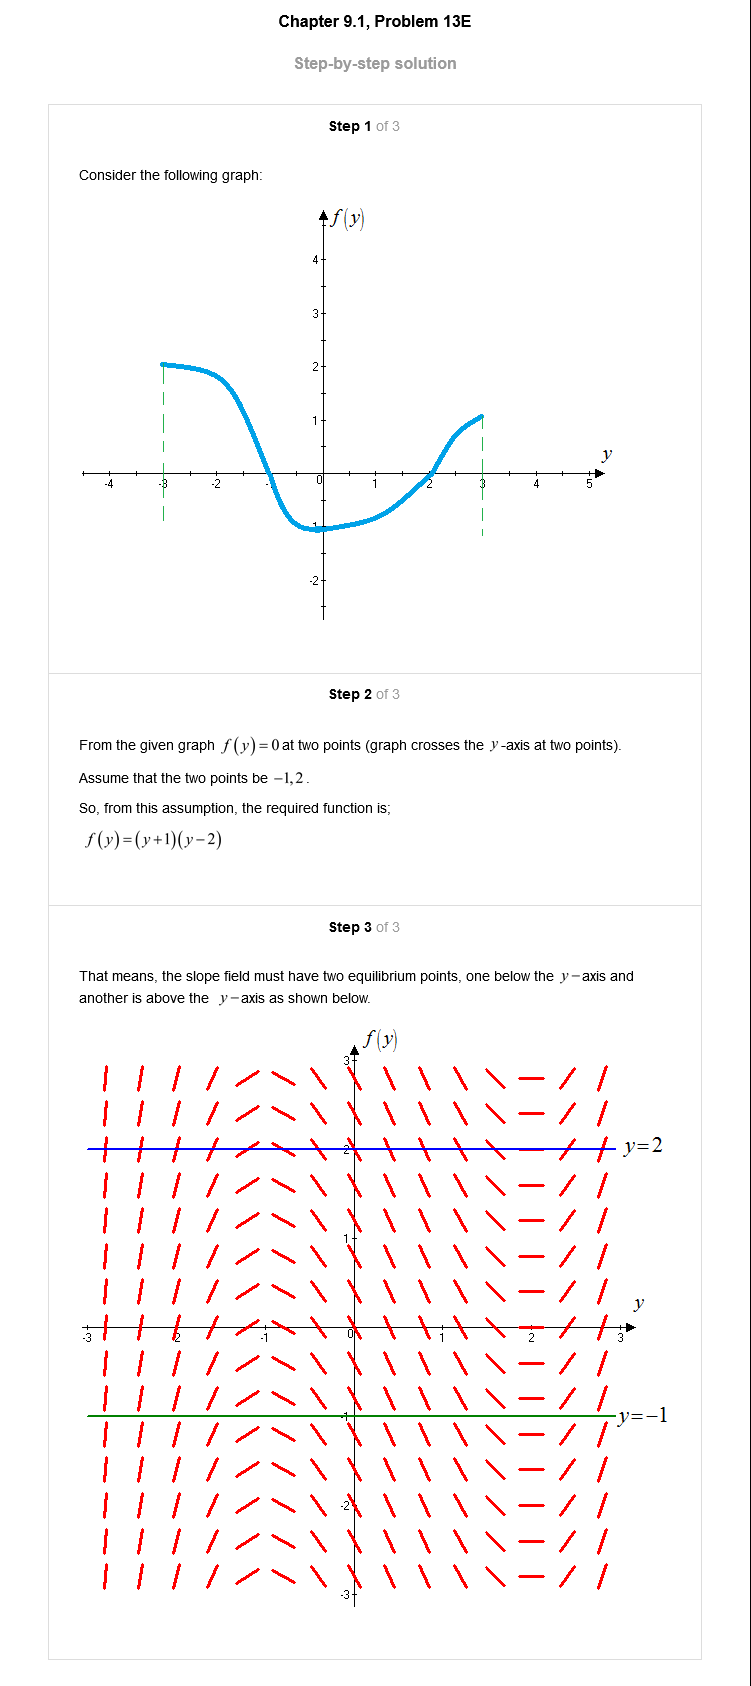 Chapter 9.1, Problem 13E
Step-by-step solution
Step 1 of 3
Consider the following graph:
f(y)
4
3
2
1
y
-4 -3 -2 -1 0 1 2 3 4 5
-1
-2
Step 2 of 3
From the given graph f(y)=0 at two points (graph crosses the y-axis at two points).
Assume that the two points be −1,2.
So, from this assumption, the required function is;
f(y)=(y+1)(y−2)
Step 3 of 3
That means, the slope field must have two equilibrium points, one below the y−axis and
another is above the y−axis as shown below.
f(y)
3
2 y=2
1
y
-3 -2 -1 0 1 2 3
-1 y=−1
-2
-3